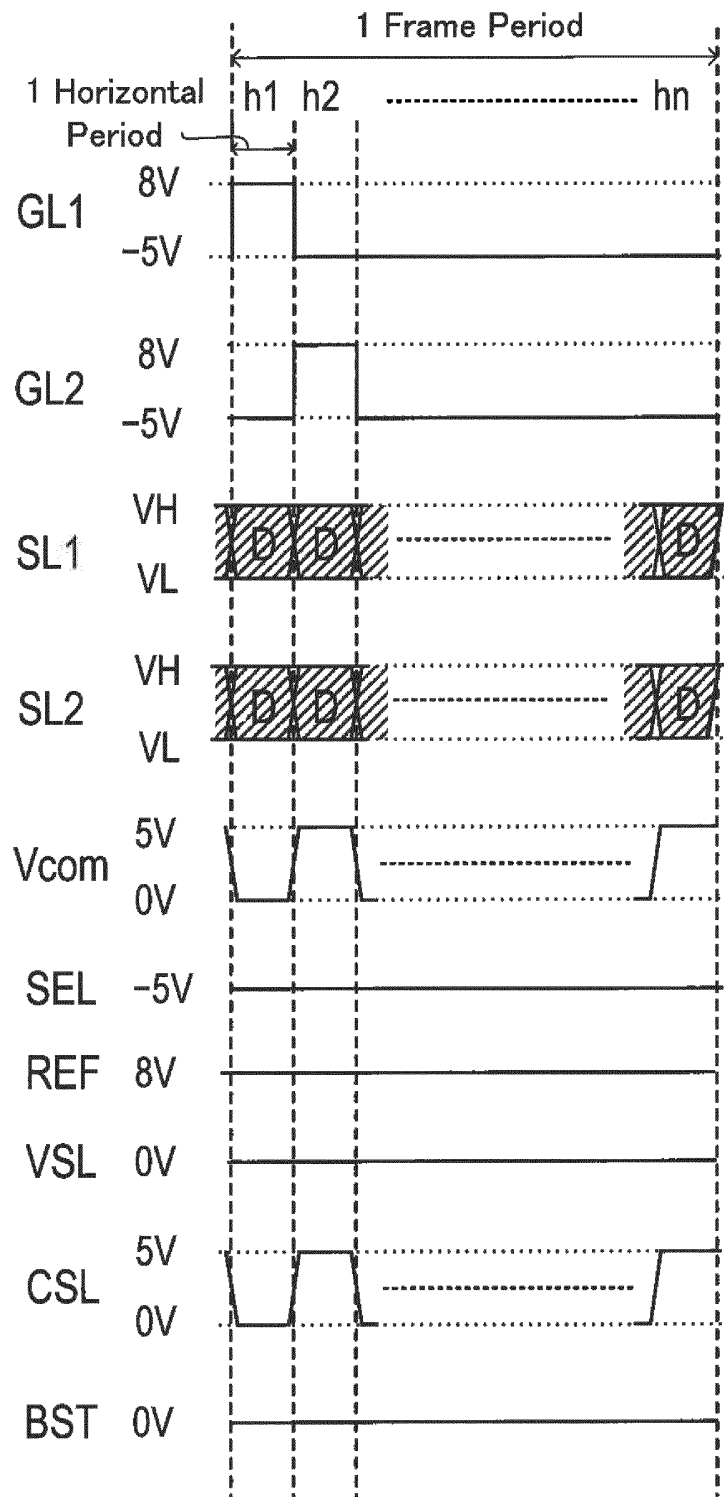 1 Frame Period
1 Horizontal Period
h1 h2 hn
GL1 8V -5V
GL2 8V -5V
SL1 VH VL D D D
SL2 VH VL D D D
Vcom 5V 0V
SEL -5V
REF 8V
VSL 0V
CSL 5V 0V
BST 0V